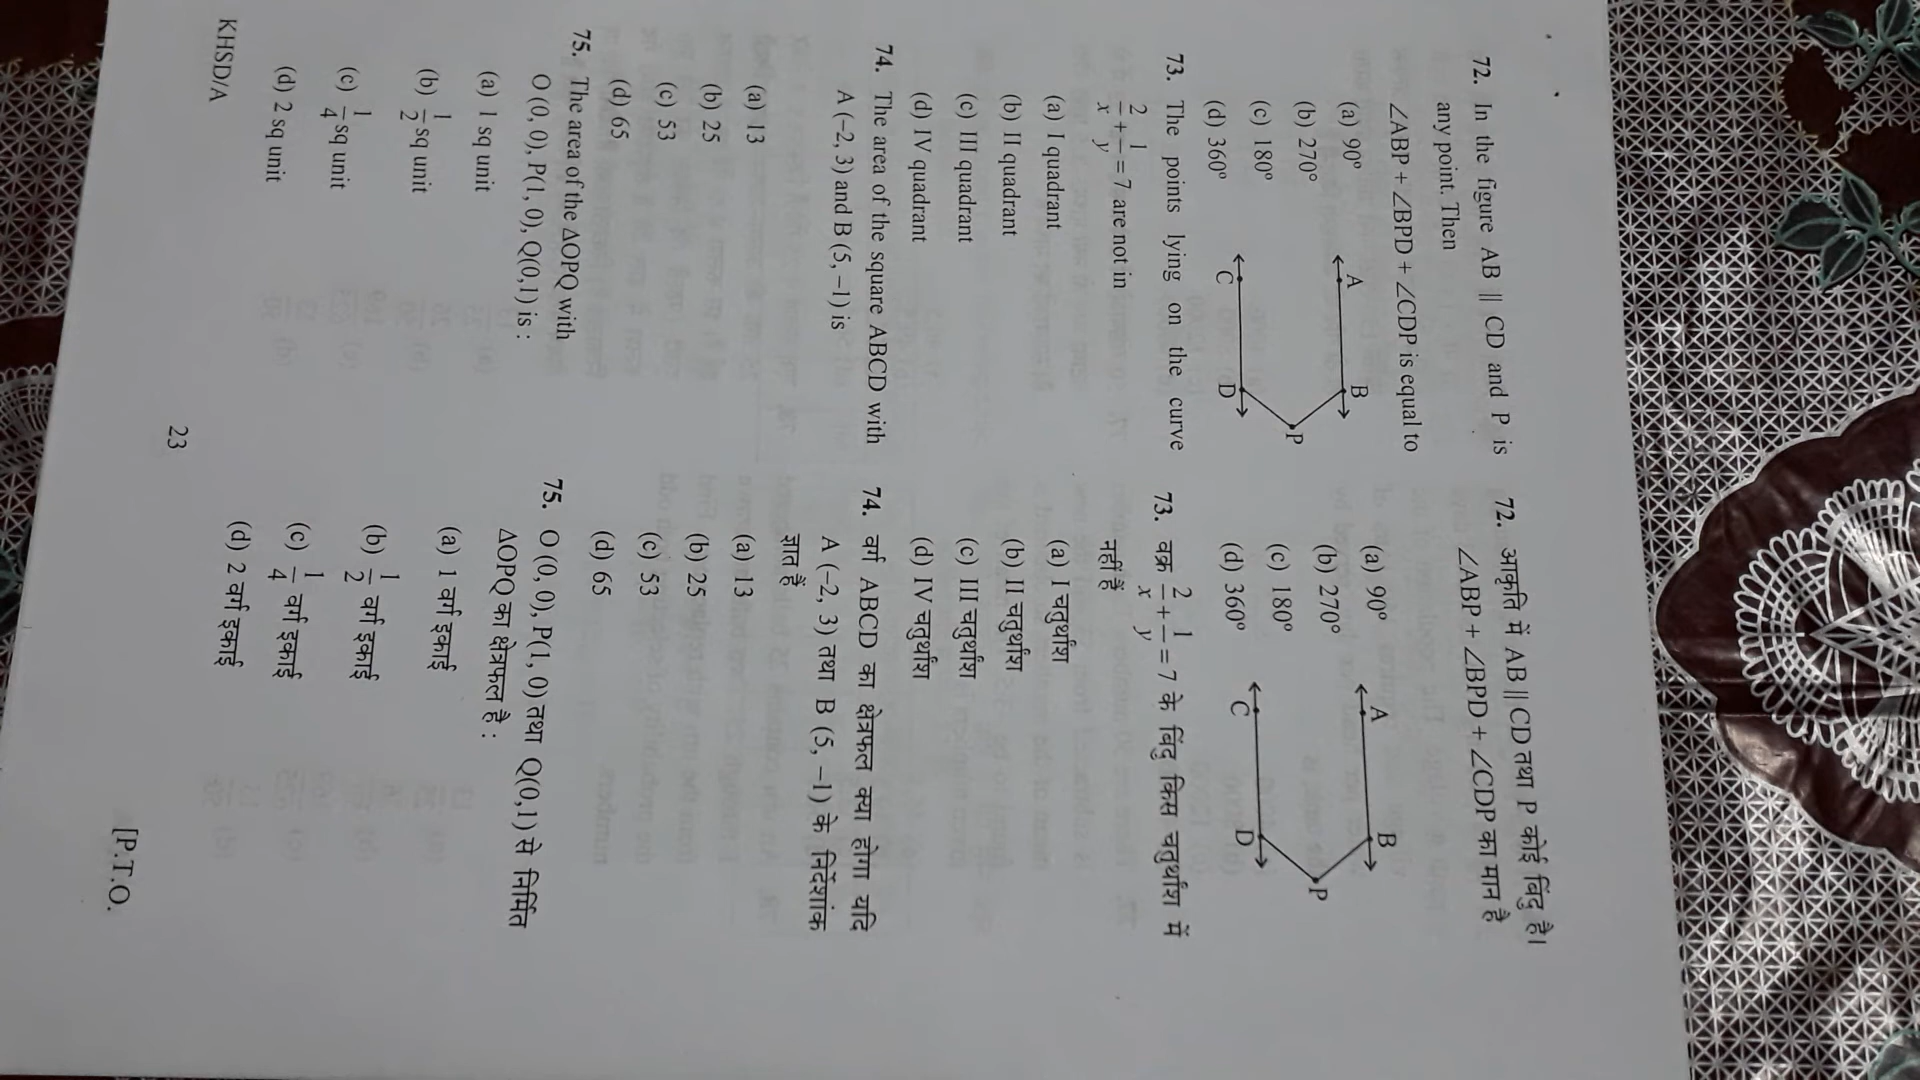 72. In the figure AB || CD and P is
any point. Then
∠ABP + ∠BPD + ∠CDP is equal to
(a) 90°
(b) 270°
(c) 180°
(d) 360°
A B
P
C D
73. The points lying on the curve
2/x + 1/y = 7 are not in
(a) I quadrant
(b) II quadrant
(c) III quadrant
(d) IV quadrant
74. The area of the square ABCD with
A (–2, 3) and B (5, –1) is
(a) 13
(b) 25
(c) 53
(d) 65
75. The area of the ΔOPQ with
O (0, 0), P(1, 0), Q(0,1) is :
(a) 1 sq unit
(b) 1/2 sq unit
(c) 1/4 sq unit
(d) 2 sq unit
72. आकृति में AB || CD तथा P कोई बिंदु है।
∠ABP + ∠BPD + ∠CDP का मान है
(a) 90°
(b) 270°
(c) 180°
(d) 360°
A B
P
C D
73. वक्र 2/x + 1/y = 7 के बिंदु किस चतुर्थांश में
नहीं हैं
(a) I चतुर्थांश
(b) II चतुर्थांश
(c) III चतुर्थांश
(d) IV चतुर्थांश
74. वर्ग ABCD का क्षेत्रफल क्या होगा यदि
A (–2, 3) तथा B (5, –1) के निर्देशांक
ज्ञात हैं
(a) 13
(b) 25
(c) 53
(d) 65
75. O (0, 0), P(1, 0) तथा Q(0,1) से निर्मित
ΔOPQ का क्षेत्रफल है :
(a) 1 वर्ग इकाई
(b) 1/2 वर्ग इकाई
(c) 1/4 वर्ग इकाई
(d) 2 वर्ग इकाई
KHSD/A
23
[P.T.O.